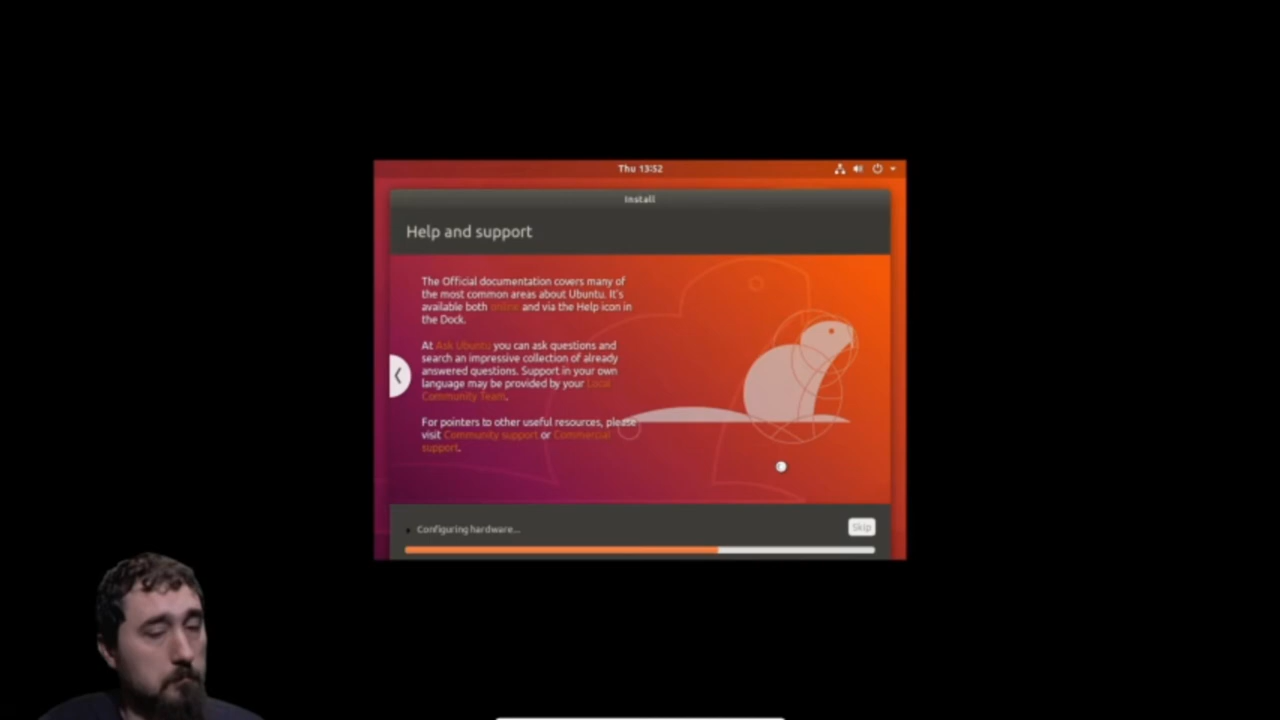 Thu 13:52
Install
Help and support
The Official documentation covers many of
the most common areas about Ubuntu. It's
available both online and via the Help icon in
the Dock.
At Ask Ubuntu you can ask questions and
search an impressive collection of already
answered questions. Support in your own
language may be provided by your Local
Community Team.
For pointers to other useful resources, please
visit Community support or Commercial
support.
Configuring hardware...
Skip